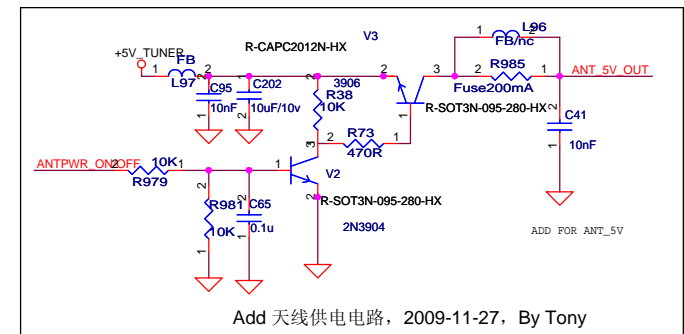 +5V_TUNER
FB
1 2
L97
R-CAPC2012N-HX
V3
1 2 L96
FB/nc
2 3
3906
R985
2 1
Fuse200mA
ANT_5V_OUT
C95
10nF
C202
10uF/10v
R38
10K
R-SOT3N-095-280-HX
1
C41
10nF
R73
2 1
470R
3
ANTPWR_ON/OFF
2 10K 1
R979
1
V2
2
R-SOT3N-095-280-HX
2N3904
R981
10K
C65
0.1u
ADD FOR ANT_5V
Add 天线供电电路，2009-11-27，By Tony